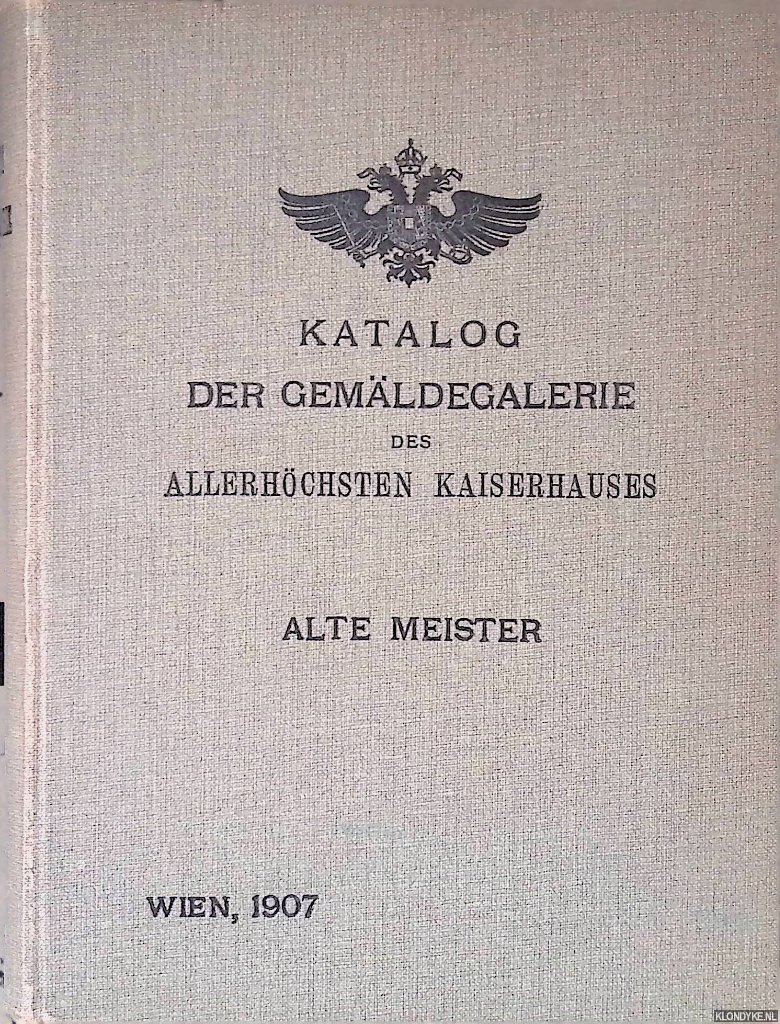 KATALOG
DER GEMÄLDEGALERIE
DES
ALLERHÖCHSTEN KAISERHAUSES
ALTE MEISTER
WIEN, 1907
KLONDYKE.NL